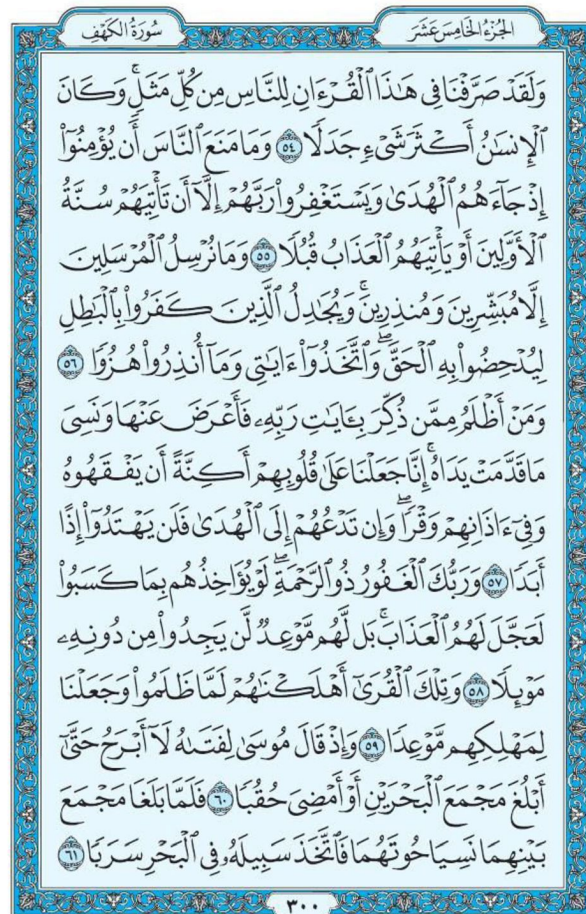 الجُزْءُ الخَامِسَ عَشَرَ
سُورَةُ الكَهْفِ
وَلَقَدْ صَرَّفْنَا فِي هَٰذَا ٱلْقُرْءَانِ لِلنَّاسِ مِن كُلِّ مَثَلٖۚ وَكَانَ
ٱلْإِنسَٰنُ أَكْثَرَ شَيْءٖ جَدَلٗا ٥٤ وَمَا مَنَعَ ٱلنَّاسَ أَن يُؤْمِنُوٓاْ
إِذْ جَآءَهُمُ ٱلْهُدَىٰ وَيَسْتَغْفِرُواْ رَبَّهُمْ إِلَّآ أَن تَأْتِيَهُمْ سُنَّةُ
ٱلْأَوَّلِينَ أَوْ يَأْتِيَهُمُ ٱلْعَذَابُ قُبُلٗا ٥٥ وَمَا نُرْسِلُ ٱلْمُرْسَلِينَ
إِلَّا مُبَشِّرِينَ وَمُنذِرِينَۚ وَيُجَٰدِلُ ٱلَّذِينَ كَفَرُواْ بِٱلْبَٰطِلِ
لِيُدْحِضُواْ بِهِ ٱلْحَقَّۖ وَٱتَّخَذُوٓاْ ءَايَٰتِي وَمَآ أُنذِرُواْ هُزُوٗا ٥٦
وَمَنْ أَظْلَمُ مِمَّن ذُكِّرَ بِـَٔايَٰتِ رَبِّهِۦ فَأَعْرَضَ عَنْهَا وَنَسِيَ
مَا قَدَّمَتْ يَدَاهُۚ إِنَّا جَعَلْنَا عَلَىٰ قُلُوبِهِمْ أَكِنَّةً أَن يَفْقَهُوهُ
وَفِيٓ ءَاذَانِهِمْ وَقْرٗاۖ وَإِن تَدْعُهُمْ إِلَى ٱلْهُدَىٰ فَلَن يَهْتَدُوٓاْ إِذًا
أَبَدٗا ٥٧ وَرَبُّكَ ٱلْغَفُورُ ذُو ٱلرَّحْمَةِۖ لَوْ يُؤَاخِذُهُم بِمَا كَسَبُواْ
لَعَجَّلَ لَهُمُ ٱلْعَذَابَۚ بَل لَّهُم مَّوْعِدٞ لَّن يَجِدُواْ مِن دُونِهِۦ
مَوْئِلٗا ٥٨ وَتِلْكَ ٱلْقُرَىٰٓ أَهْلَكْنَٰهُمْ لَمَّا ظَلَمُواْ وَجَعَلْنَا
لِمَهْلِكِهِم مَّوْعِدٗا ٥٩ وَإِذْ قَالَ مُوسَىٰ لِفَتَىٰهُ لَآ أَبْرَحُ حَتَّىٰٓ
أَبْلُغَ مَجْمَعَ ٱلْبَحْرَيْنِ أَوْ أَمْضِيَ حُقُبٗا ٦٠ فَلَمَّا بَلَغَا مَجْمَعَ
بَيْنِهِمَا نَسِيَا حُوتَهُمَا فَٱتَّخَذَ سَبِيلَهُۥ فِي ٱلْبَحْرِ سَرَبٗا ٦١
٣٠٠